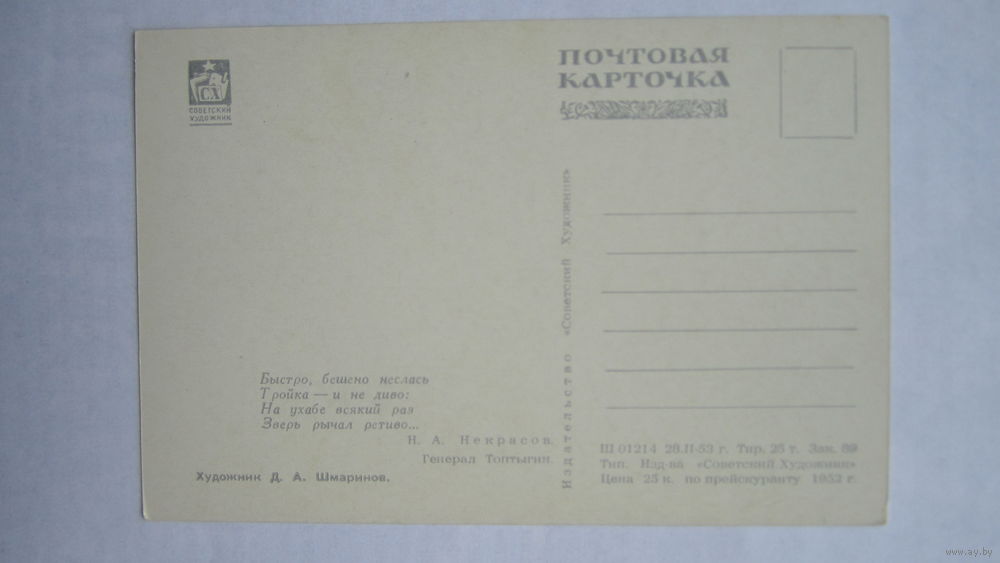 СХ
СОВЕТСКИЙ
ХУДОЖНИК
ПОЧТОВАЯ
КАРТОЧКА
Издательство «Советский Художник»
Быстро, бешено неслась
Тройка — и не диво:
На ухабе всякий раз
Зверь рычал ретиво...
Н. А. Некрасов.
Генерал Топтыгин.
Художник Д. А. Шмаринов.
Ш 01214 28.II-53 г. Тир. 25 т. Зак. 89
Тип. Изд-ва «Советский Художник»
Цена 25 к. по прейскуранту 1952 г.
www.ay.by